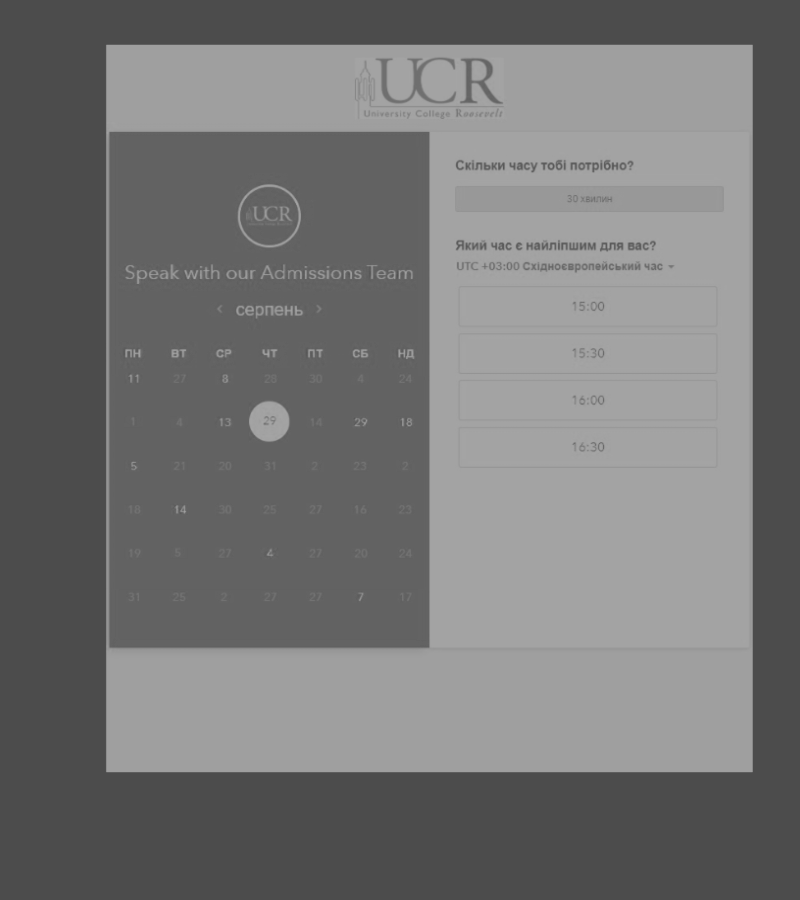 UCR
University College Roosevelt
UCR
Speak with our Admissions Team
‹ серпень ›
ПН ВТ СР ЧТ ПТ СБ НД
11 27 8 28 30 4 24
1 4 13 29 14 29 18
5 21 20 31 2 23 2
18 14 30 25 27 16 23
19 5 27 4 27 20 24
31 25 2 27 27 7 17
Скільки часу тобі потрібно?
30 хвилин
Який час є найліпшим для вас?
UTC +03:00 Східноєвропейський час
15:00
15:30
16:00
16:30